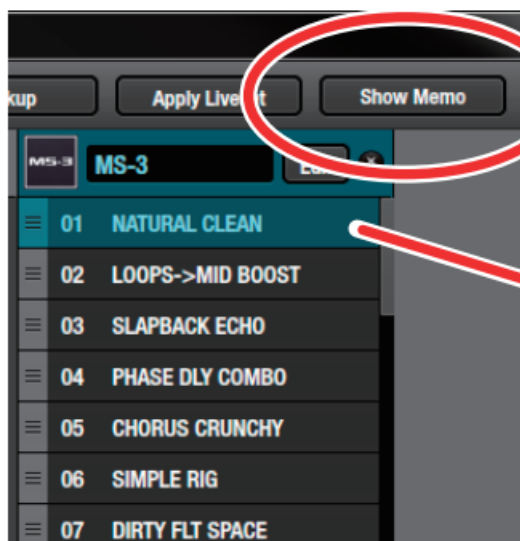 kup Apply Live Show Memo
MS-3 MS-3
01 NATURAL CLEAN
02 LOOPS->MID BOOST
03 SLAPBACK ECHO
04 PHASE DLY COMBO
05 CHORUS CRUNCHY
06 SIMPLE RIG
07 DIRTY FLT SPACE